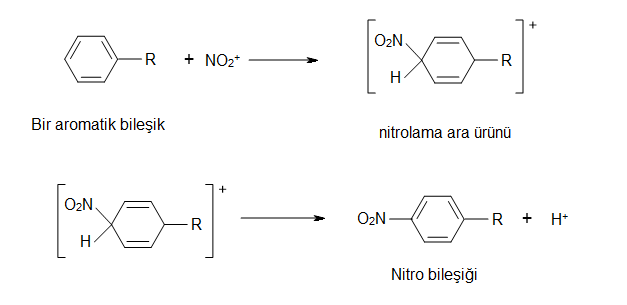 R + NO₂⁺
O₂N
H
R
+
Bir aromatik bileşik
nitrolama ara ürünü
O₂N
H
R
+
O₂N R + H⁺
Nitro bileşiği